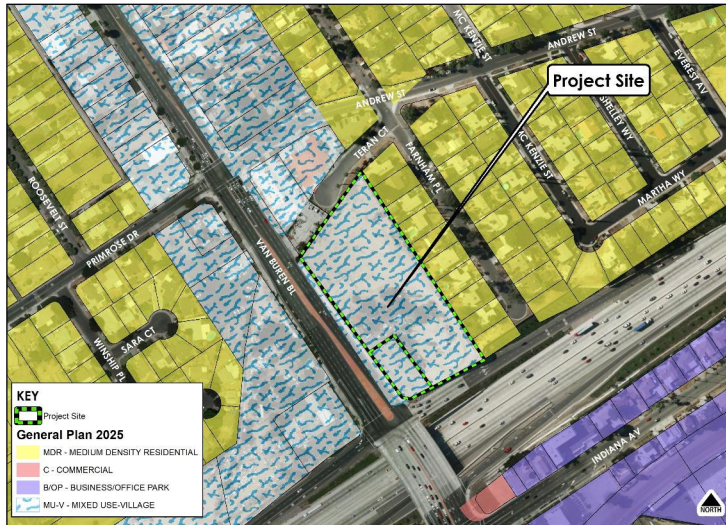 MC KENZIE ST
ANDREW ST
EVEREST AV
Project Site
SHELLEY WY
ANDREW ST
TERAN CT
FARNHAM PL
MC KENZIE ST
MARTHA WY
ROOSEVELT ST
PRIMROSE DR
VAN BUREN BL
SARA CT
WINSHIP PL
INDIANA AV
KEY
Project Site
General Plan 2025
MDR - MEDIUM DENSITY RESIDENTIAL
C - COMMERCIAL
B/OP - BUSINESS/OFFICE PARK
MU-V - MIXED USE-VILLAGE
NORTH